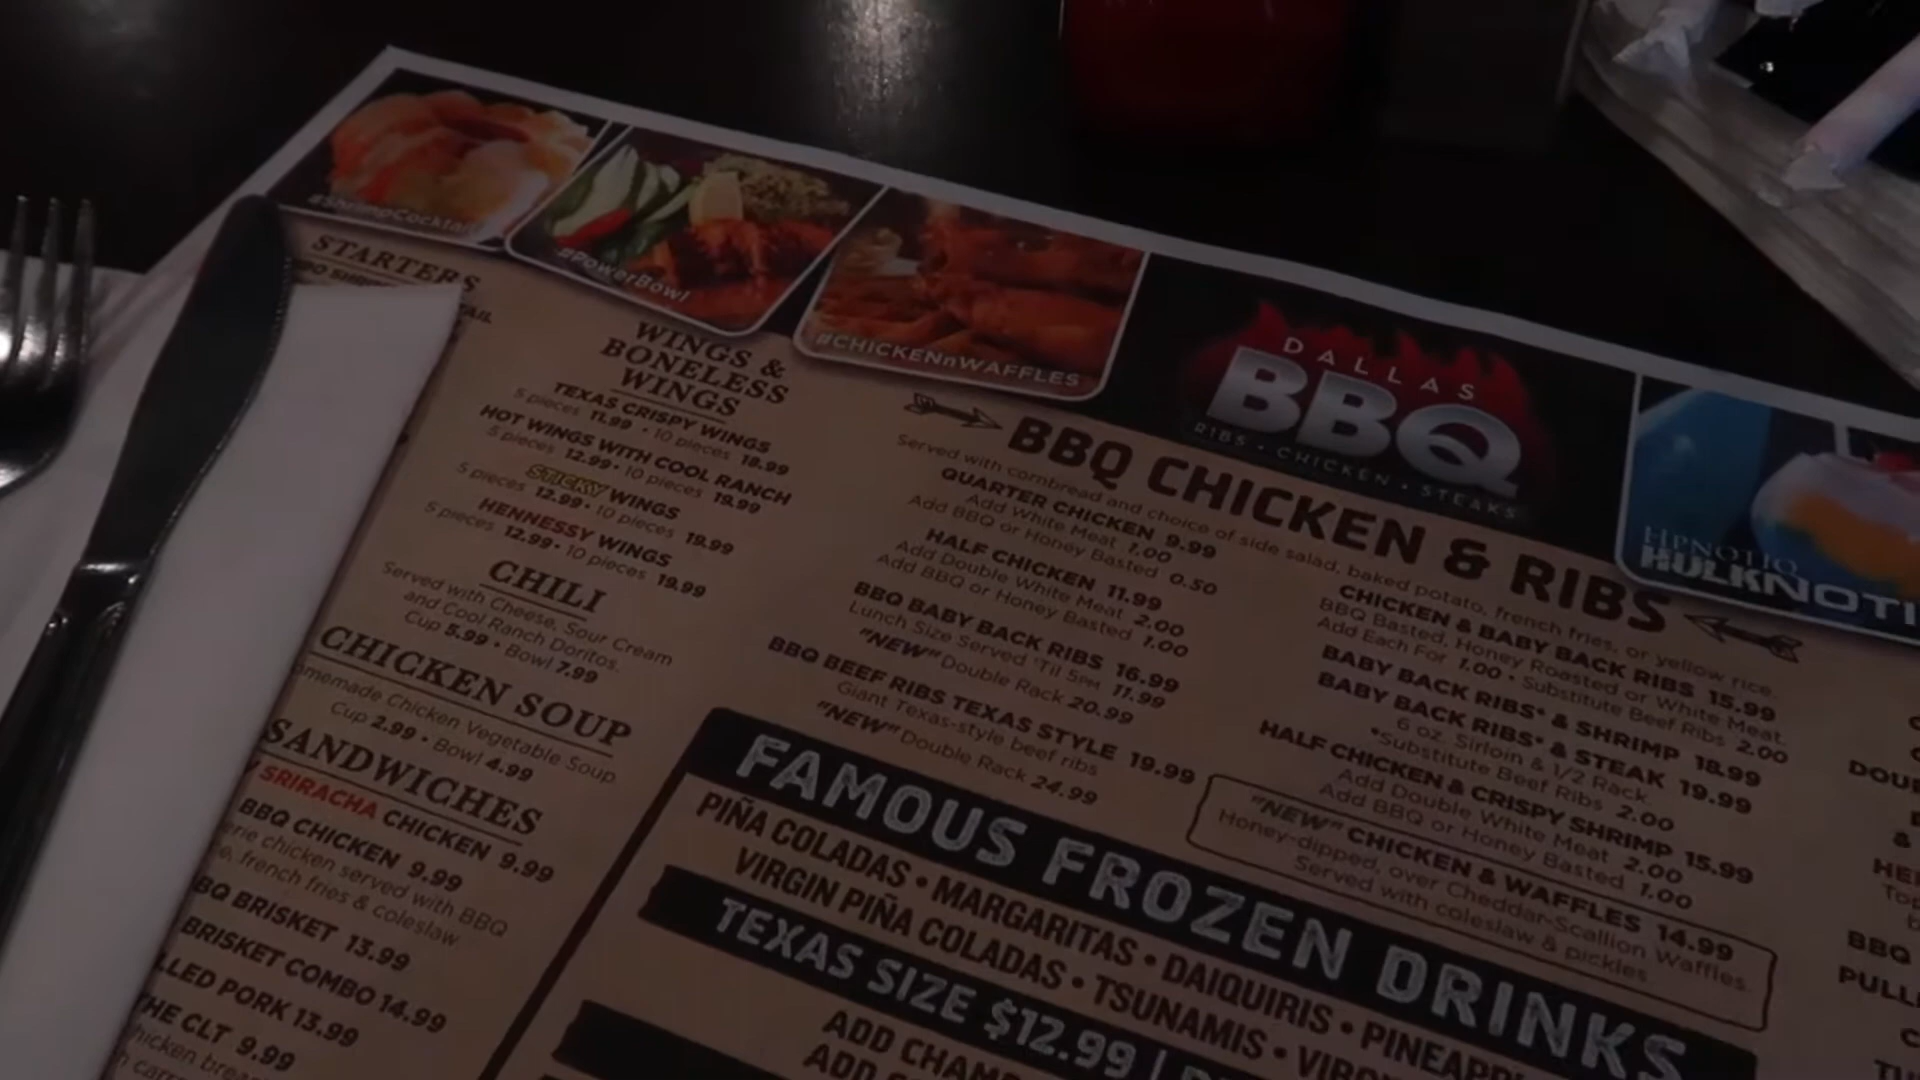 #ShrimpCocktail
#PowerBowl
#CHICKENnWAFFLES
DALLAS
BBQ
RIBS • CHICKEN • STEAKS
HPNOTIQ
STARTERS
WINGS &
BONELESS
WINGS
TEXAS CRISPY WINGS
5 pieces 11.99 • 10 pieces 18.99
HOT WINGS WITH COOL RANCH
5 pieces 12.99 • 10 pieces 19.99
STICKY WINGS
5 pieces 12.99 • 10 pieces 19.99
HENNESSY WINGS
5 pieces 12.99 • 10 pieces 19.99
CHILI
Served with Cheese, Sour Cream
and Cool Ranch Doritos.
Cup 5.99 • Bowl 7.99
CHICKEN SOUP
Chicken Vegetable Soup
Cup 2.99 • Bowl 4.99
SANDWICHES
SRIRACHA CHICKEN 9.99
BBQ CHICKEN 9.99
chicken served with BBQ
french fries & coleslaw
BRISKET 13.99
BRISKET COMBO 14.99
PORK 13.99
CLT 9.99
BBQ CHICKEN & RIBS
Served with cornbread and choice of side salad, baked potato, french fries, or yellow rice.
QUARTER CHICKEN 9.99
Add White Meat 1.00
Add BBQ or Honey Basted 0.50
HALF CHICKEN 11.99
Add Double White Meat 2.00
Add BBQ or Honey Basted 1.00
BBQ BABY BACK RIBS 16.99
Lunch Size Served 'Til 5PM 11.99
"NEW" Double Rack 20.99
BBQ BEEF RIBS TEXAS STYLE 19.99
Giant Texas-style beef ribs
"NEW" Double Rack 24.99
CHICKEN & BABY BACK RIBS 15.99
BBQ Basted, Honey Roasted or White Meat.
Add Each For 1.00 • Substitute Beef Ribs 2.00
BABY BACK RIBS* & SHRIMP 18.99
BABY BACK RIBS* & STEAK 19.99
6 oz. Sirloin & 1/2 Rack.
*Substitute Beef Ribs 2.00
HALF CHICKEN & CRISPY SHRIMP 15.99
Add Double White Meat 2.00
Add BBQ or Honey Basted 1.00
"NEW" CHICKEN & WAFFLES 14.99
Honey-dipped, over Cheddar-Scallion Waffles
Served with coleslaw & pickles
FAMOUS FROZEN DRINKS
PIÑA COLADAS • MARGARITAS • DAIQUIRIS •
VIRGIN PIÑA COLADAS • TSUNAMIS •
TEXAS SIZE $12.99 |
ADD
ADD
BBQ